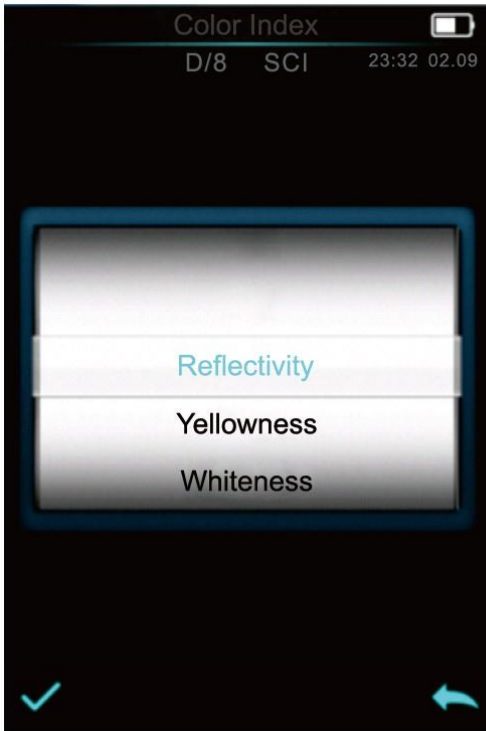 Color Index
D/8 SCI 23:32 02.09
Reflectivity
Yellowness
Whiteness